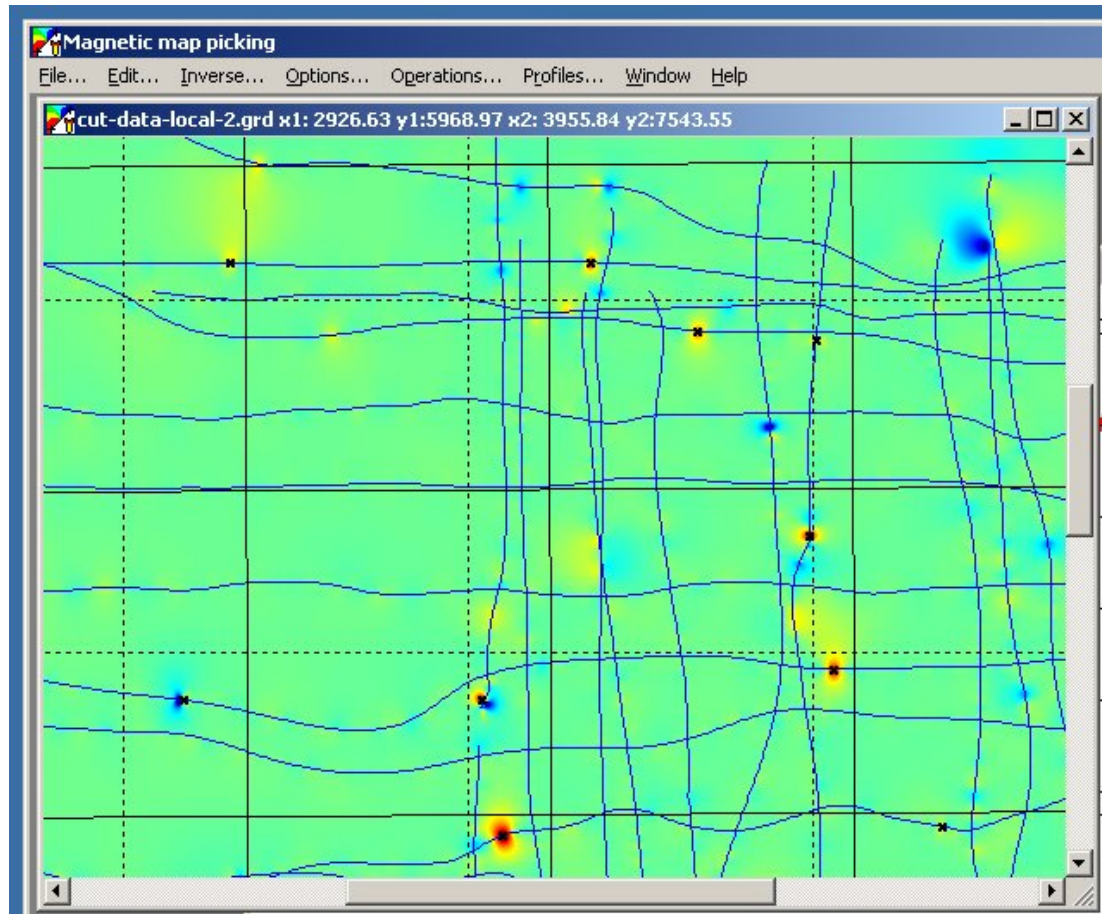 Magnetic map picking
File... Edit... Inverse... Options... Operations... Profiles... Window Help
cut-data-local-2.grd x1: 2926.63 y1:5968.97 x2: 3955.84 y2:7543.55